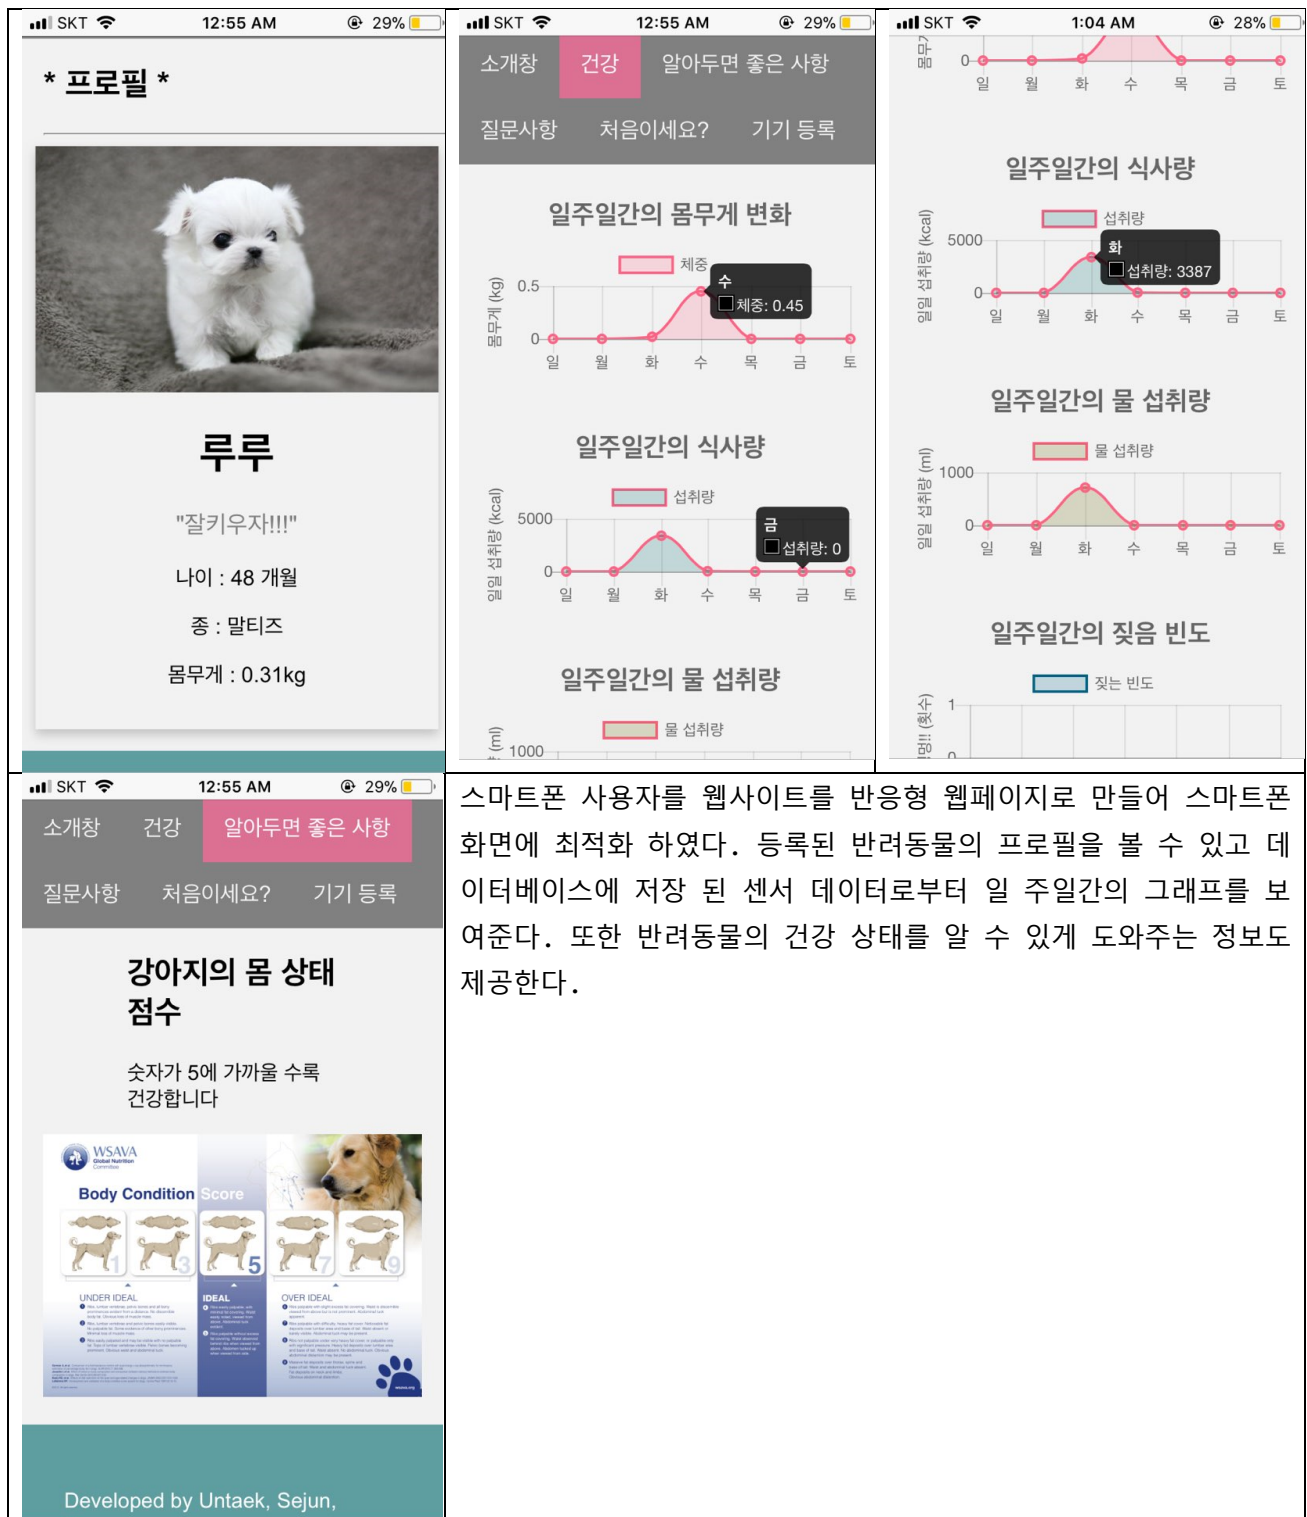 SKT 12:55 AM 29%
* 프로필 *
루루
"잘키우자!!!"
나이 : 48 개월
종 : 말티즈
몸무게 : 0.31kg
SKT 12:55 AM 29%
소개창 건강 알아두면 좋은 사항
질문사항 처음이세요? 기기 등록
일주일간의 몸무게 변화
체중
몸무게 (kg)
0.5
0
수
체중: 0.45
일 월 화 수 목 금 토
일주일간의 식사량
섭취량
일일 섭취량 (kcal)
5000
0
금
섭취량: 0
일 월 화 수 목 금 토
일주일간의 물 섭취량
물 섭취량
(ml)
1000
SKT 1:04 AM 28%
0
일 월 화 수 목 금 토
일주일간의 식사량
섭취량
일일 섭취량 (kcal)
5000
0
화
섭취량: 3387
일 월 화 수 목 금 토
일주일간의 물 섭취량
물 섭취량
일일 섭취량 (ml)
1000
0
일 월 화 수 목 금 토
일주일간의 짖음 빈도
짖는 빈도
멍!! (횟수)
1
0
SKT 12:55 AM 29%
소개창 건강 알아두면 좋은 사항
질문사항 처음이세요? 기기 등록
강아지의 몸 상태
점수
숫자가 5에 가까울 수록
건강합니다
WSAVA
Global Nutrition
Committee
Body Condition Score
1 3 5 7 9
UNDER IDEAL IDEAL OVER IDEAL
wsava.org
Developed by Untaek, Sejun,
스마트폰 사용자를 웹사이트를 반응형 웹페이지로 만들어 스마트폰
화면에 최적화 하였다. 등록된 반려동물의 프로필을 볼 수 있고 데
이터베이스에 저장 된 센서 데이터로부터 일 주일간의 그래프를 보
여준다. 또한 반려동물의 건강 상태를 알 수 있게 도와주는 정보도
제공한다.